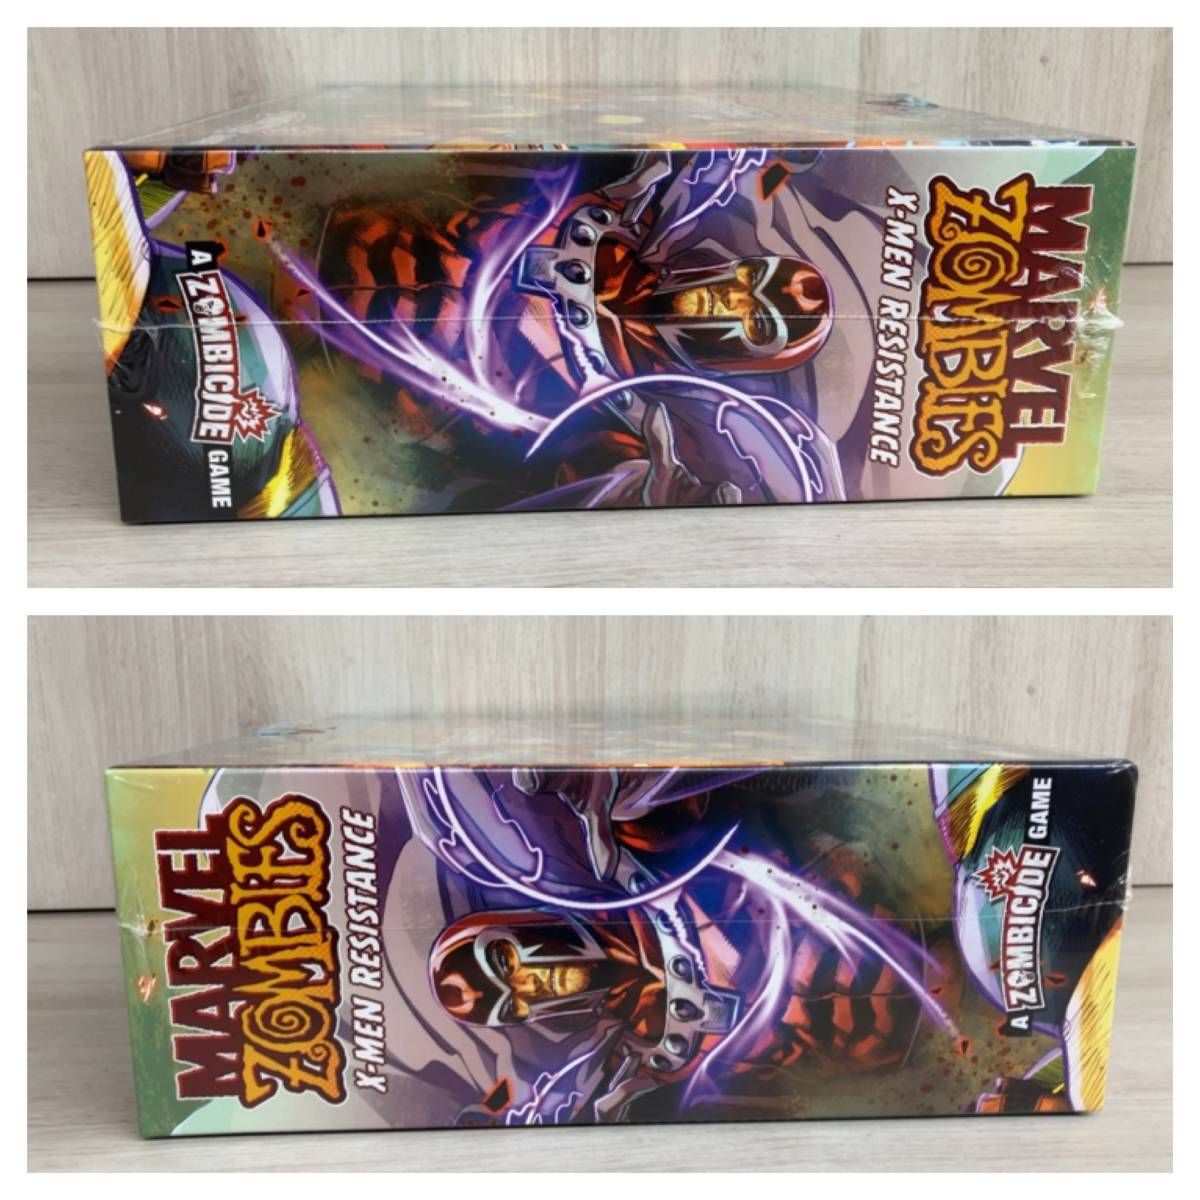 MARVEL
ZOMBIES
X-MEN RESISTANCE
A ZOMBICIDE GAME
MARVEL
ZOMBIES
X-MEN RESISTANCE
A ZOMBICIDE GAME